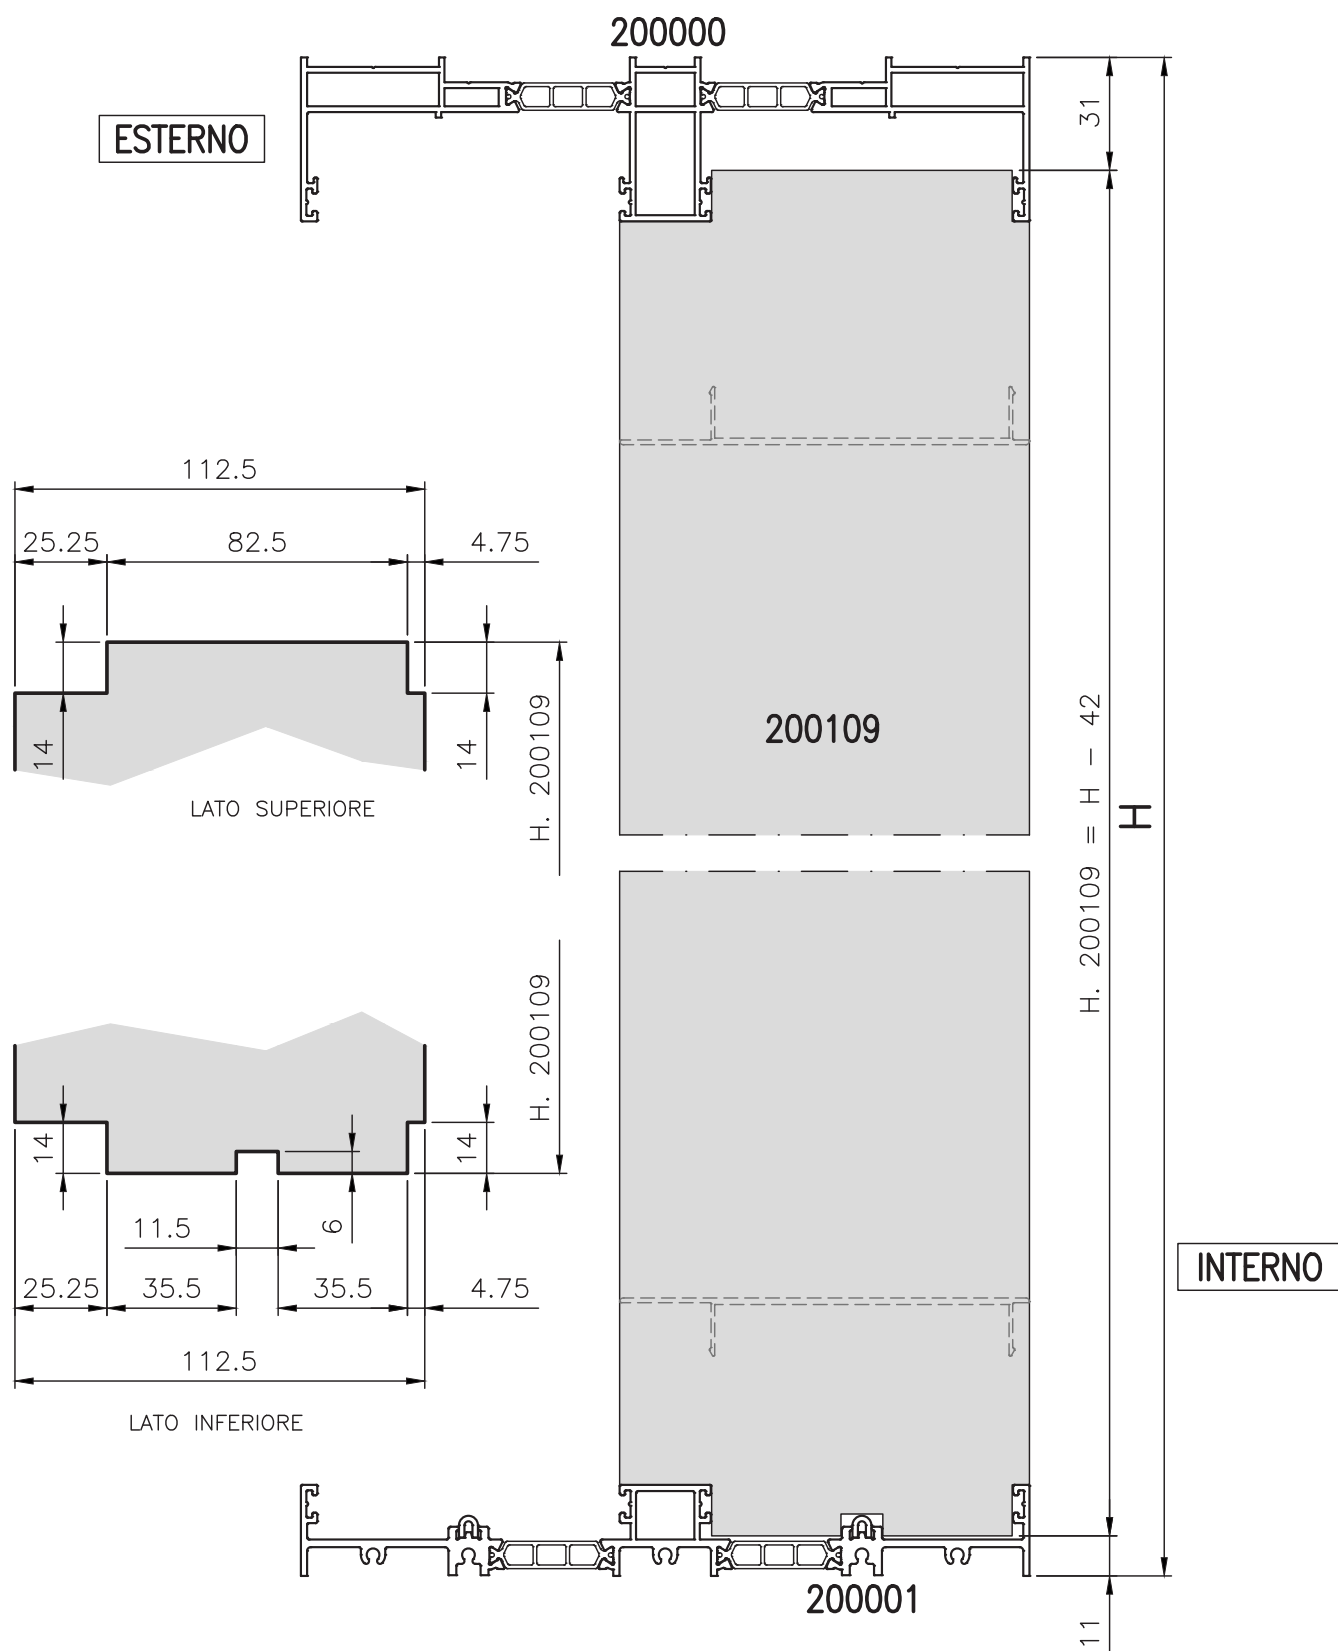 200000
ESTERNO
31
112.5
25.25
82.5
4.75
14
14
H. 200109
LATO SUPERIORE
200109
H. 200109 = H - 42
H
H. 200109
14
14
11.5
6
25.25
35.5
35.5
4.75
112.5
LATO INFERIORE
INTERNO
200001
11